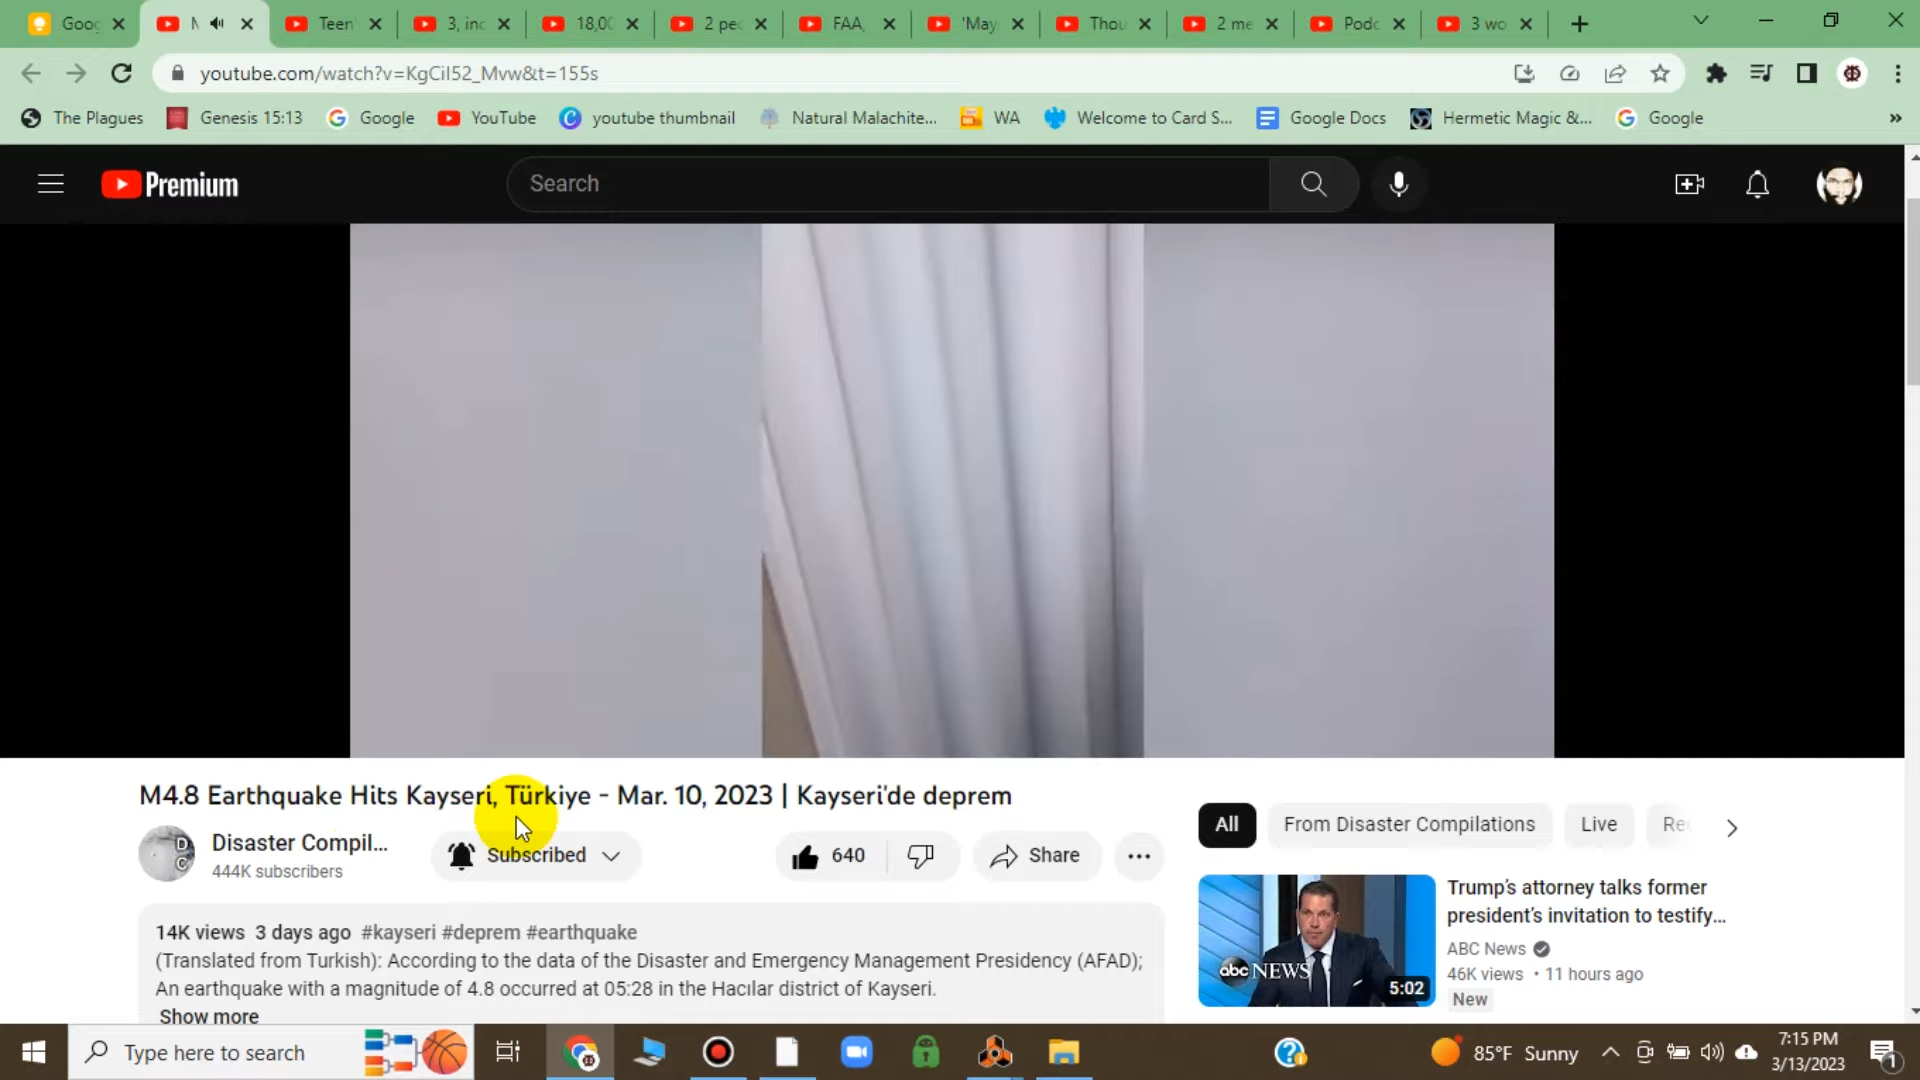 Goog
M
Teen
3, inc
18,00
2 pec
FAA,
'May
Thou
2 me
Podc
3 wo
youtube.com/watch?v=KgCiI52_Mvw&t=155s
The Plagues
Genesis 15:13
Google
YouTube
youtube thumbnail
Natural Malachite...
WA
Welcome to Card S...
Google Docs
Hermetic Magic &...
Google
Premium
Search
M4.8 Earthquake Hits Kayseri, Türkiye - Mar. 10, 2023 | Kayseri'de deprem
Disaster Compil...
444K subscribers
Subscribed
640
Share
14K views 3 days ago #kayseri #deprem #earthquake
(Translated from Turkish): According to the data of the Disaster and Emergency Management Presidency (AFAD);
An earthquake with a magnitude of 4.8 occurred at 05:28 in the Hacılar district of Kayseri.
Show more
All
From Disaster Compilations
Live
Rec
abc NEWS
5:02
Trump's attorney talks former
president's invitation to testify...
ABC News
46K views • 11 hours ago
New
Type here to search
85°F Sunny
7:15 PM
3/13/2023
1